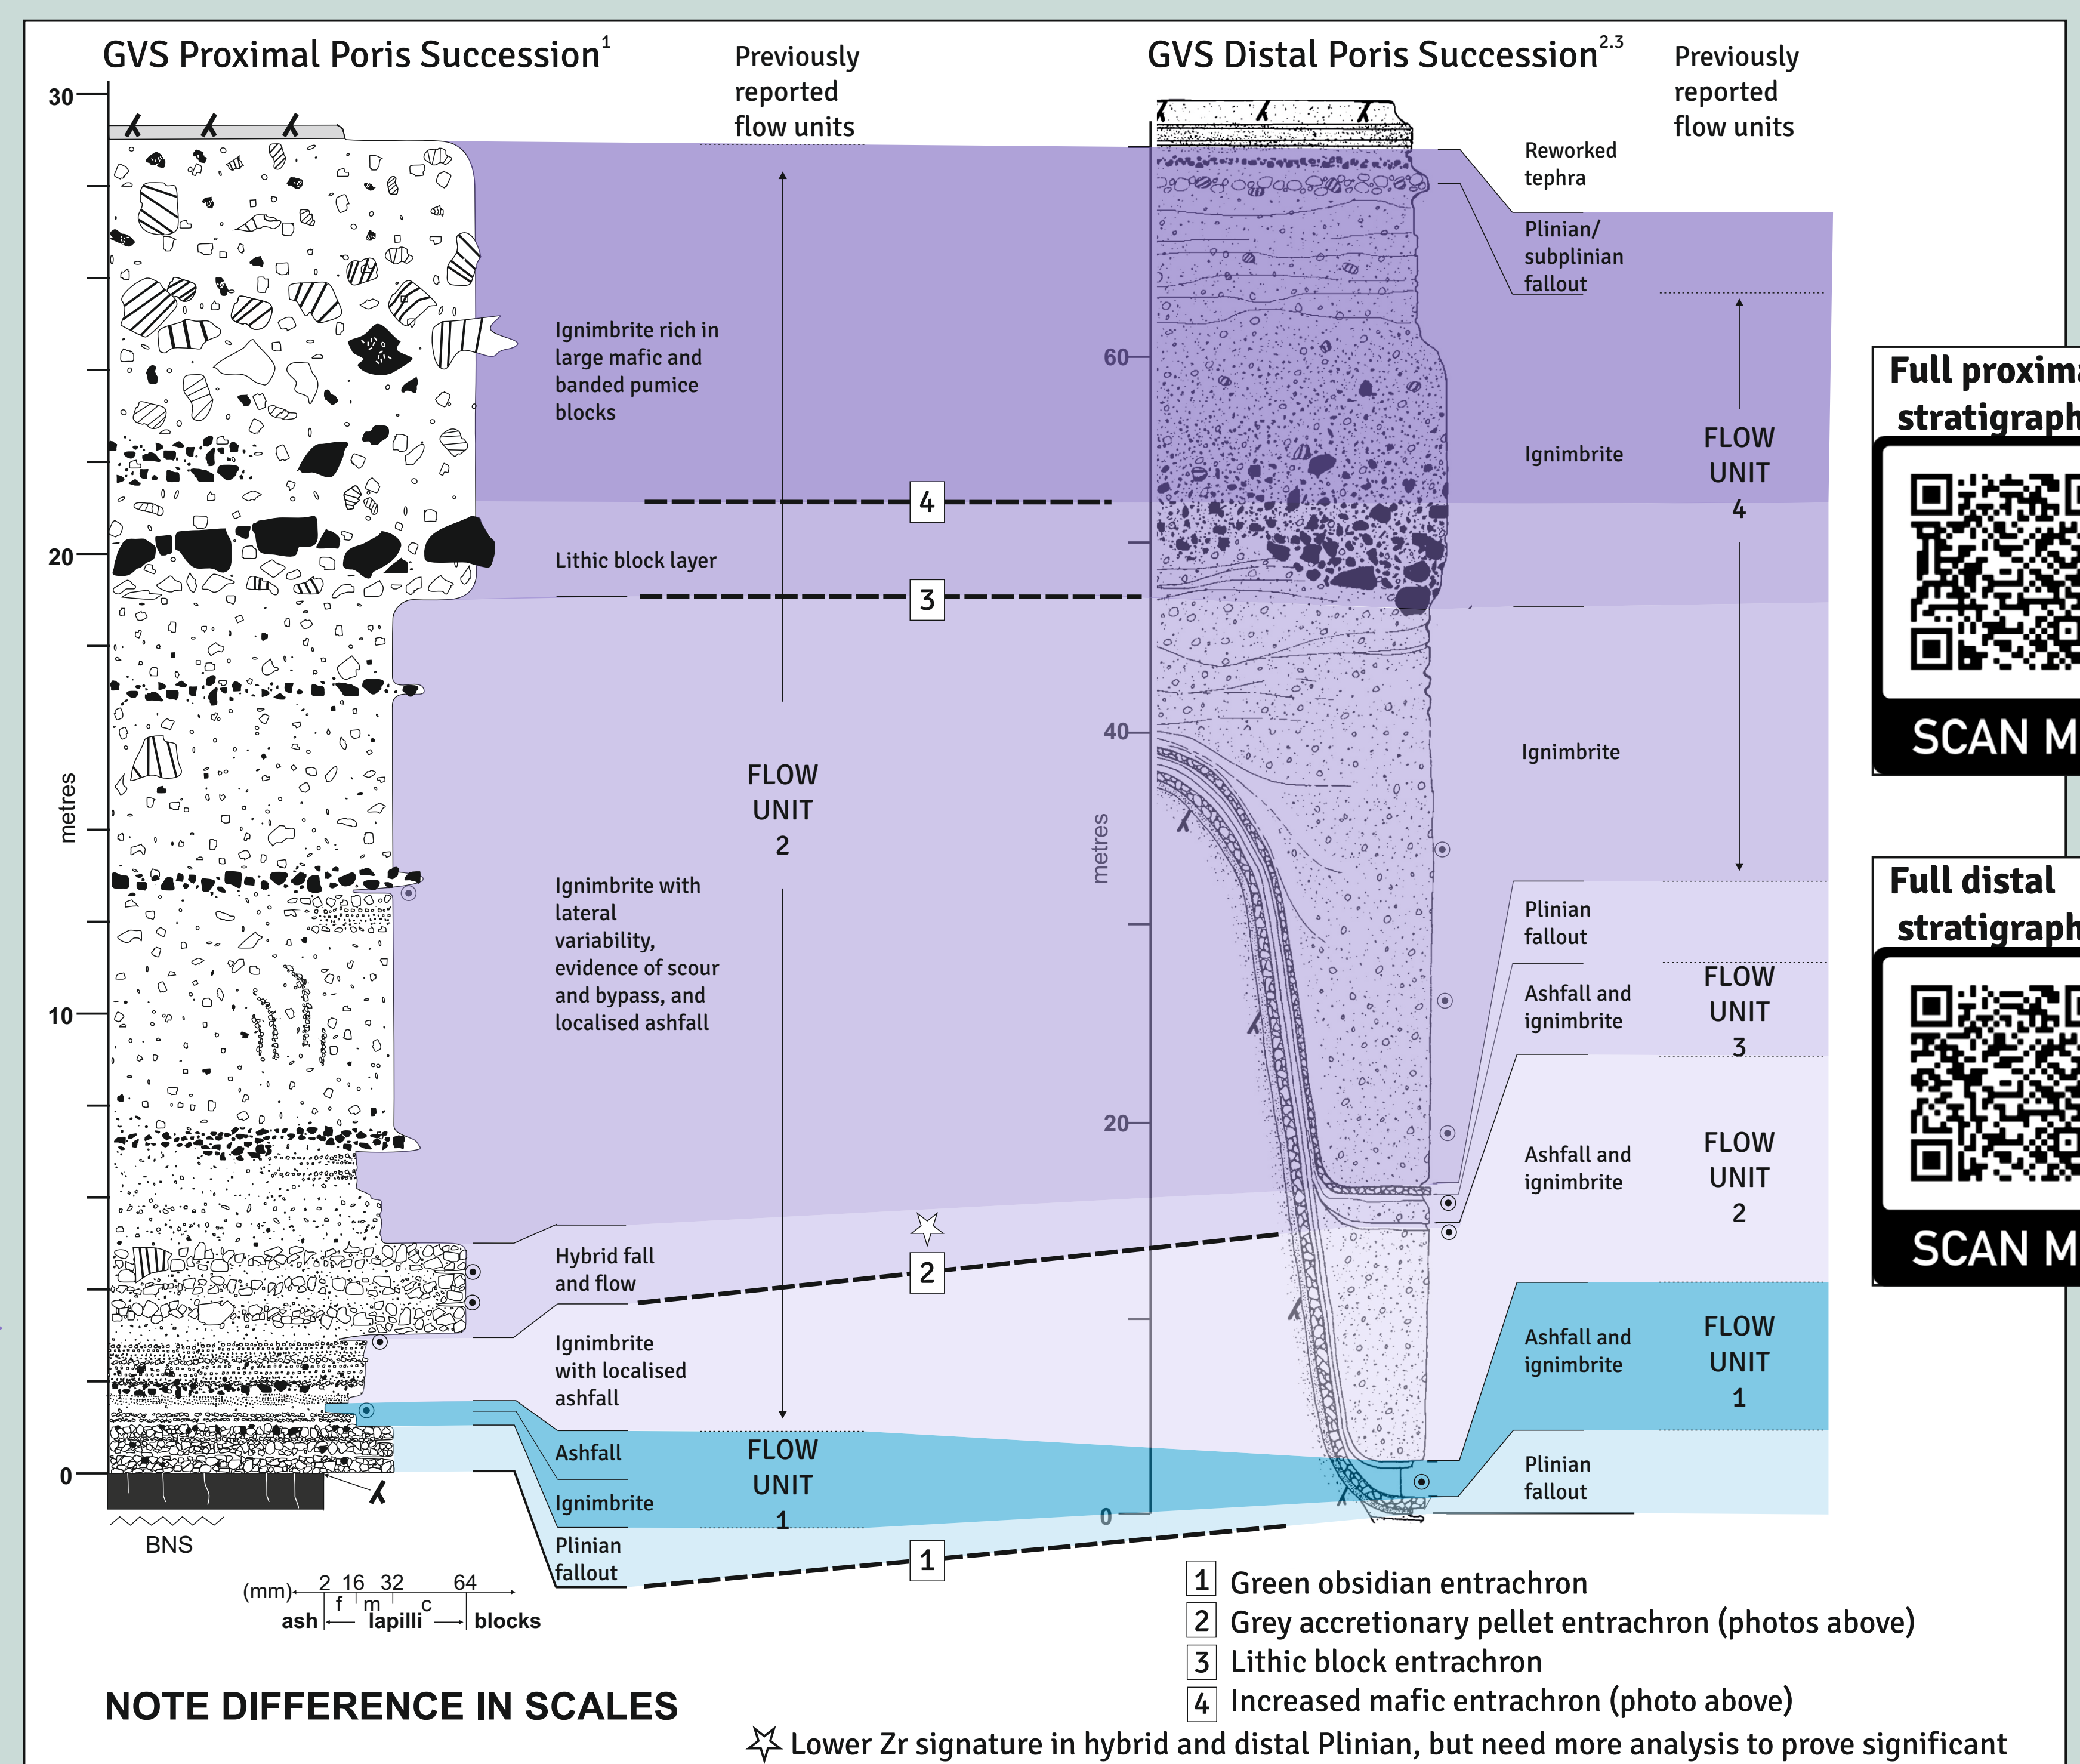 GVS Proximal Poris Succession1
Previously
reported
flow units
GVS Distal Poris Succession2.3
Previously
reported
flow units
30
20
10
0
metres
Ignimbrite rich in
large mafic and
banded pumice
blocks
4
Lithic block layer
3
FLOW
UNIT
2
Ignimbrite with
lateral
variability,
evidence of scour
and bypass, and
localised ashfall
Hybrid fall
and flow
2
Ignimbrite
with localised
ashfall
Ashfall
Ignimbrite
Plinian
fallout
FLOW
UNIT
1
1
BNS
(mm)
2 16 32 64
f m c
ash lapilli blocks
60
40
20
0
metres
Reworked
tephra
Plinian/
subplinian
fallout
Ignimbrite
FLOW
UNIT
4
Ignimbrite
Plinian
fallout
Ashfall and
ignimbrite
FLOW
UNIT
3
Ashfall and
ignimbrite
FLOW
UNIT
2
Ashfall and
ignimbrite
FLOW
UNIT
1
Plinian
fallout
Full proxima
stratigraph
SCAN M
Full distal
stratigraph
SCAN M
1 Green obsidian entrachron
2 Grey accretionary pellet entrachron (photos above)
3 Lithic block entrachron
4 Increased mafic entrachron (photo above)
NOTE DIFFERENCE IN SCALES
Lower Zr signature in hybrid and distal Plinian, but need more analysis to prove significant